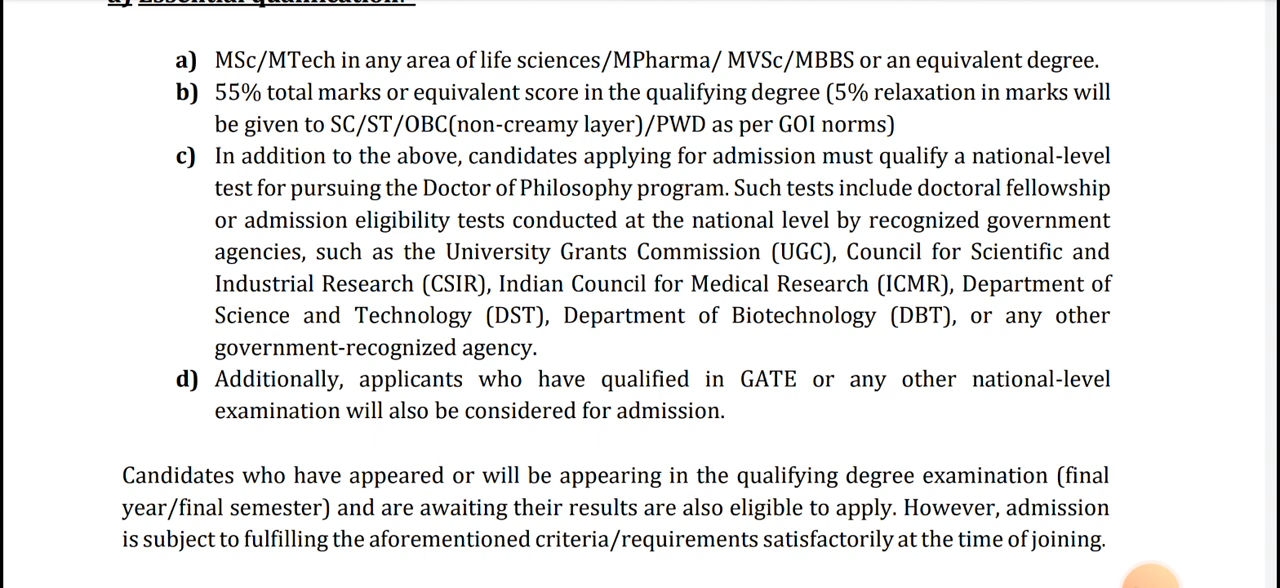 a) MSc/MTech in any area of life sciences/MPharma/ MVSc/MBBS or an equivalent degree.
b) 55% total marks or equivalent score in the qualifying degree (5% relaxation in marks will
be given to SC/ST/OBC(non-creamy layer)/PWD as per GOI norms)
c) In addition to the above, candidates applying for admission must qualify a national-level
test for pursuing the Doctor of Philosophy program. Such tests include doctoral fellowship
or admission eligibility tests conducted at the national level by recognized government
agencies, such as the University Grants Commission (UGC), Council for Scientific and
Industrial Research (CSIR), Indian Council for Medical Research (ICMR), Department of
Science and Technology (DST), Department of Biotechnology (DBT), or any other
government-recognized agency.
d) Additionally, applicants who have qualified in GATE or any other national-level
examination will also be considered for admission.
Candidates who have appeared or will be appearing in the qualifying degree examination (final
year/final semester) and are awaiting their results are also eligible to apply. However, admission
is subject to fulfilling the aforementioned criteria/requirements satisfactorily at the time of joining.